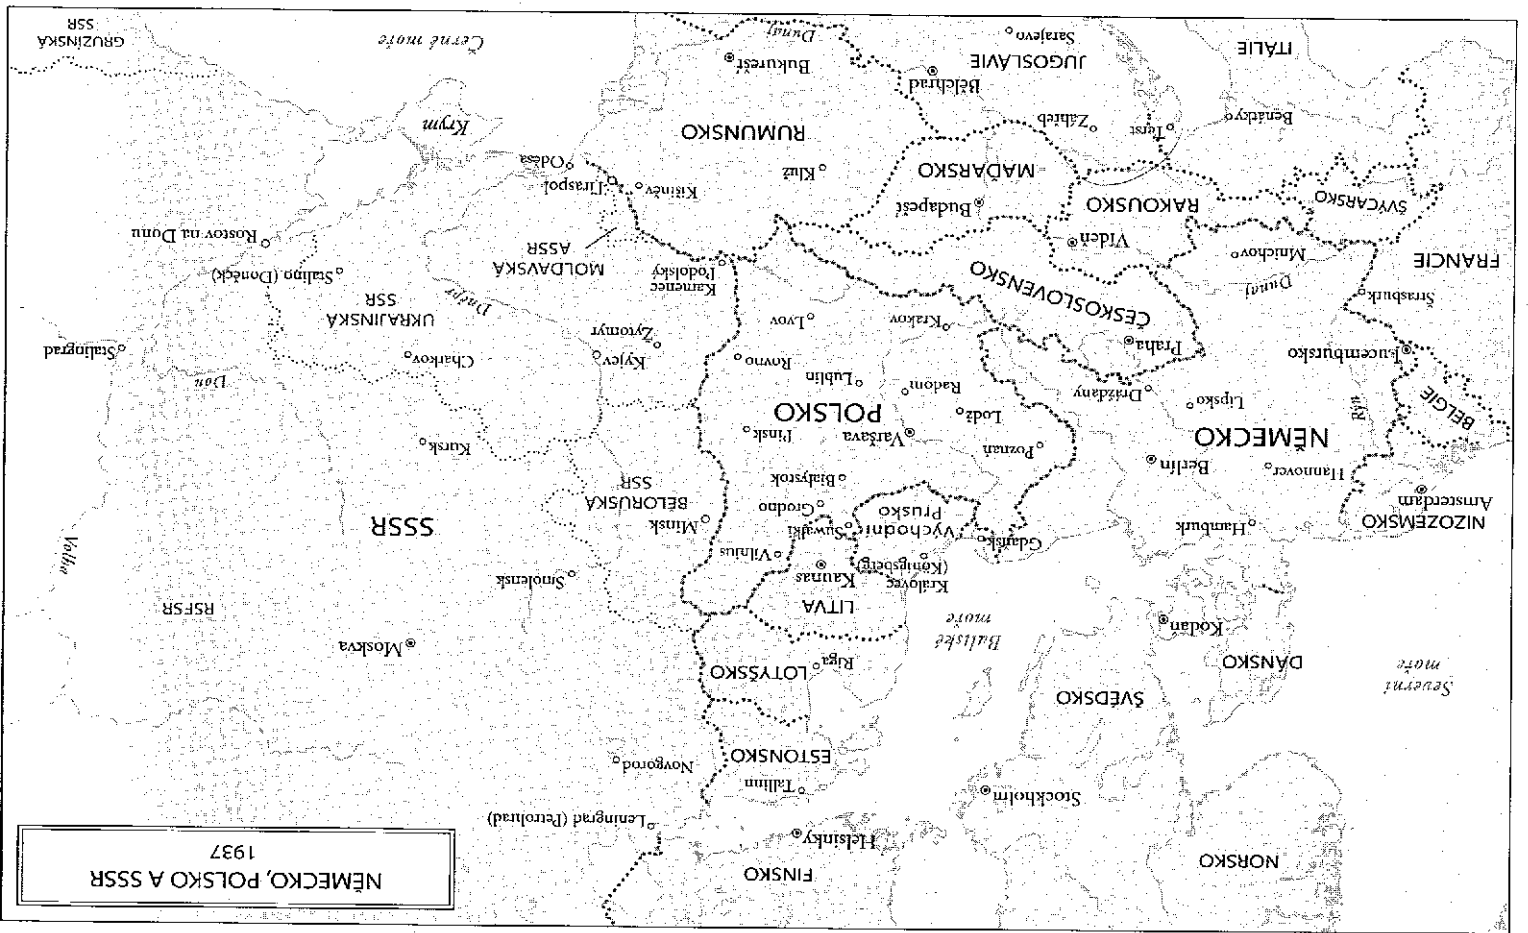 NĚMECKO, POLSKO A SSSR
1937
NORSKO
FINSKO
Helsinky
Leningrad (Petrohrad)
Stockholm
Tallinn
ESTONSKO
Novgorod
ŠVÉDSKO
Severní
moře
DÁNSKO
Kodaň
Baltské
moře
Riga
LOTYŠSKO
Moskva
RSFSR
LITVA
Kaunas
Královec
(Königsberg)
Vilnius
Smolensk
Volha
Gdaňsk
Východní
Prusko
Suwałki
Grodno
Minsk
SSSR
NIZOZEMSKO
Amsterdam
Hamburk
Hannover
Berlín
Poznaň
Białystok
BĚLORUSKÁ
SSR
NĚMECKO
Varšava
Pinsk
POLSKO
Kursk
BELGIE
Rýn
Lipsko
Drážďany
Lodž
Radom
Lublin
Rovno
Don
Lucembursko
Praha
Krakov
Lvov
Kyjev
Žytomyr
Charkov
Stalingrad
UKRAJINSKÁ
SSR
Štrasburk
Dunaj
ČESKOSLOVENSKO
Dněpr
Stalino (Doněck)
FRANCIE
Mnichov
Vídeň
Kamenec
Podolský
MOLDAVSKÁ
ASSR
Rostov na Donu
ŠVÝCARSKO
RAKOUSKO
Budapešť
MAĎARSKO
Kluž
Kišiněv
Tiraspol
Oděsa
Benátky
Terst
Záhřeb
RUMUNSKO
Krym
ITÁLIE
JUGOSLÁVIE
Bělehrad
Bukurešť
Sarajevo
Dunaj
Černé moře
GRUZÍNSKÁ
SSR